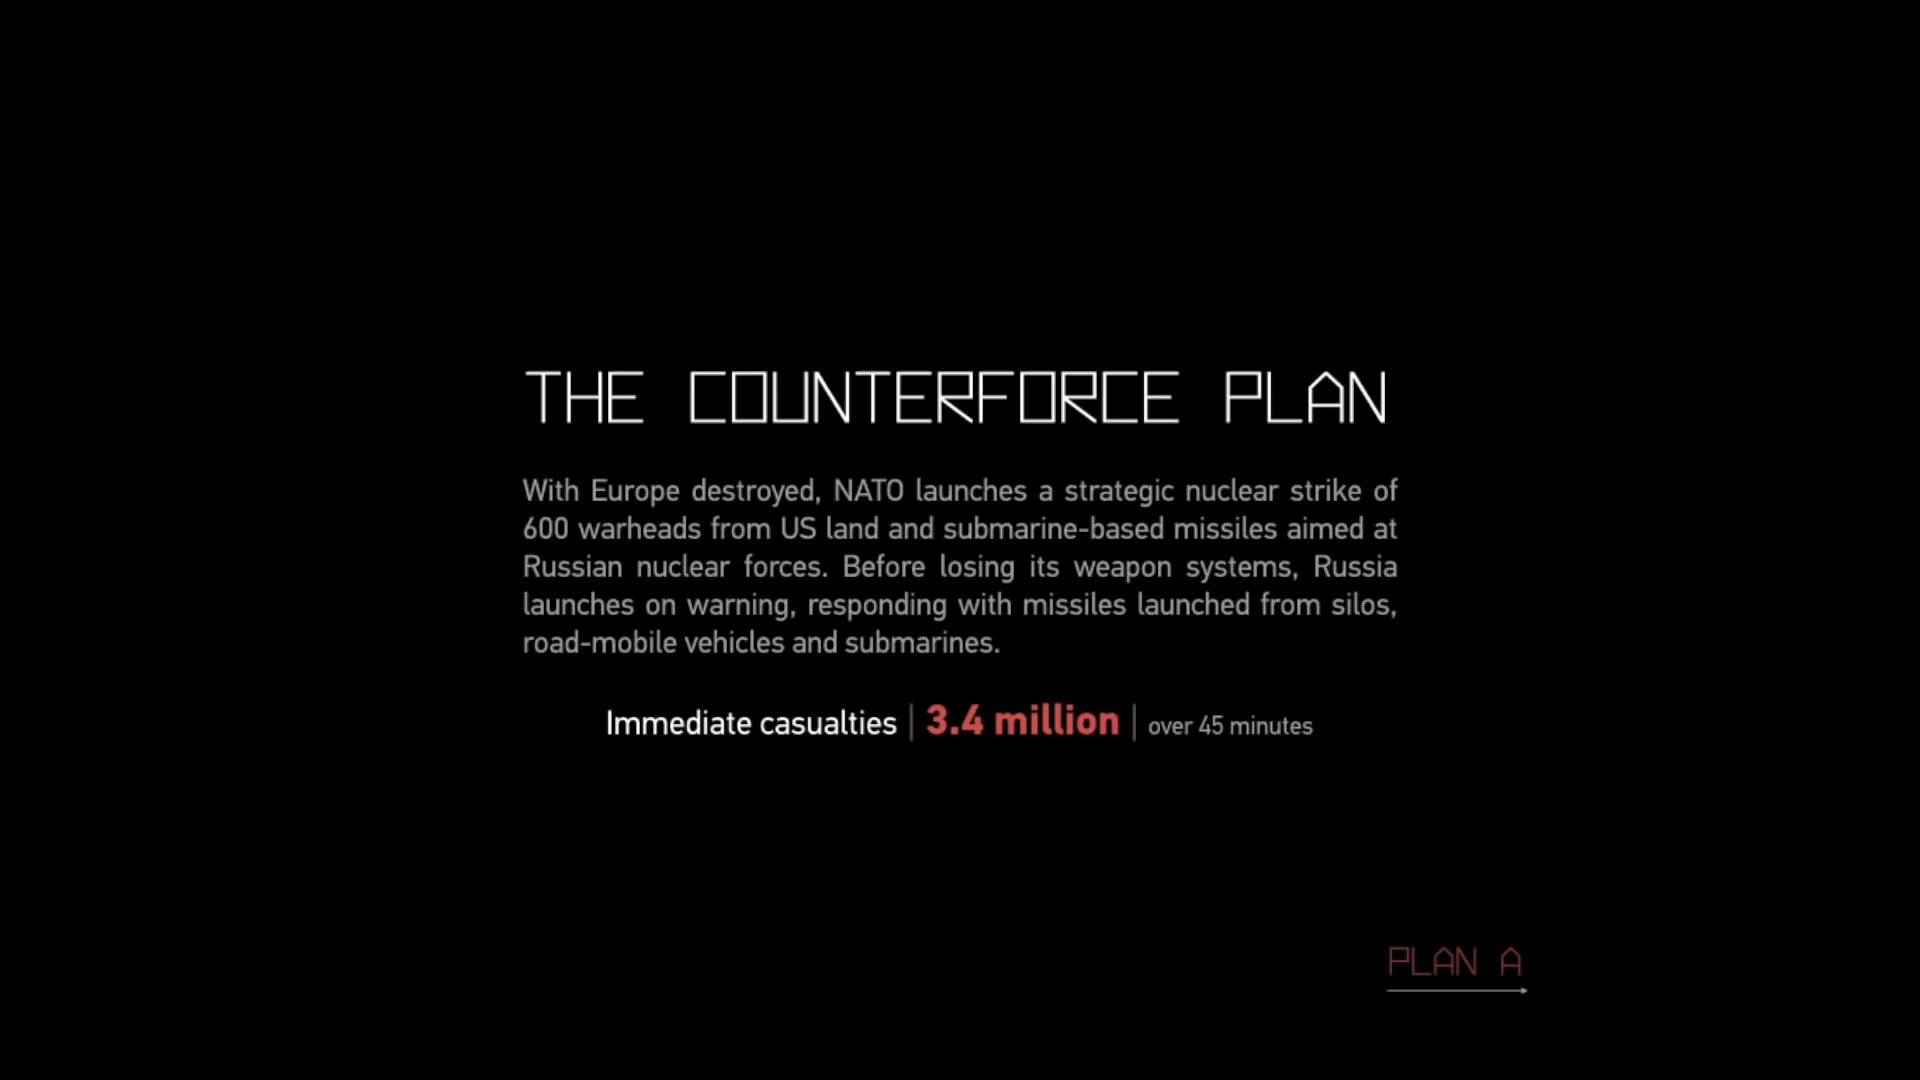 THE COUNTERFORCE PLAN
With Europe destroyed, NATO launches a strategic nuclear strike of
600 warheads from US land and submarine-based missiles aimed at
Russian nuclear forces. Before losing its weapon systems, Russia
launches on warning, responding with missiles launched from silos,
road-mobile vehicles and submarines.
Immediate casualties | 3.4 million | over 45 minutes
PLAN A